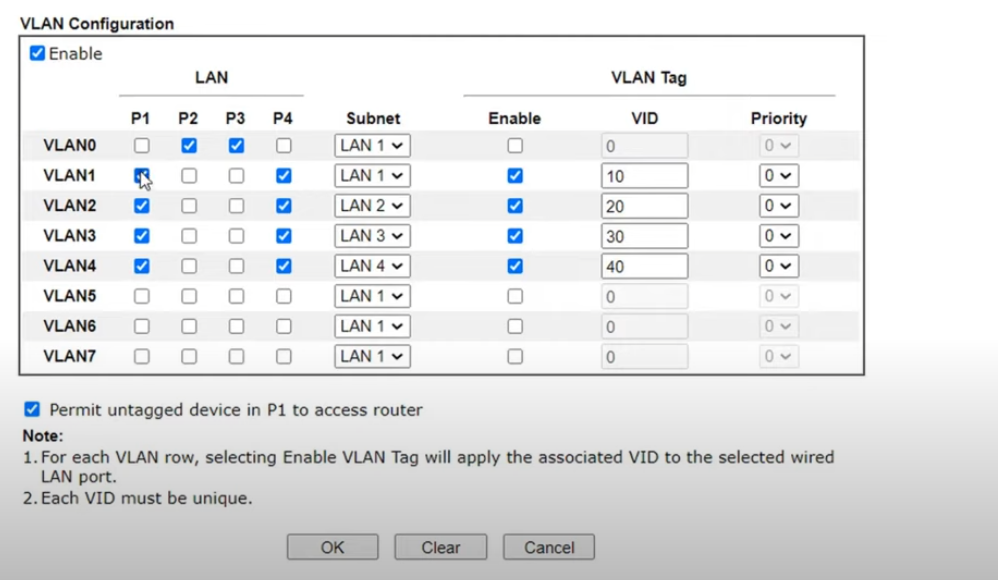 VLAN Configuration
Enable
LAN VLAN Tag
P1 P2 P3 P4 Subnet Enable VID Priority
VLAN0 LAN 1 0 0
VLAN1 LAN 1 10 0
VLAN2 LAN 2 20 0
VLAN3 LAN 3 30 0
VLAN4 LAN 4 40 0
VLAN5 LAN 1 0 0
VLAN6 LAN 1 0 0
VLAN7 LAN 1 0 0
Permit untagged device in P1 to access router
Note:
1. For each VLAN row, selecting Enable VLAN Tag will apply the associated VID to the selected wired
LAN port.
2. Each VID must be unique.
OK Clear Cancel